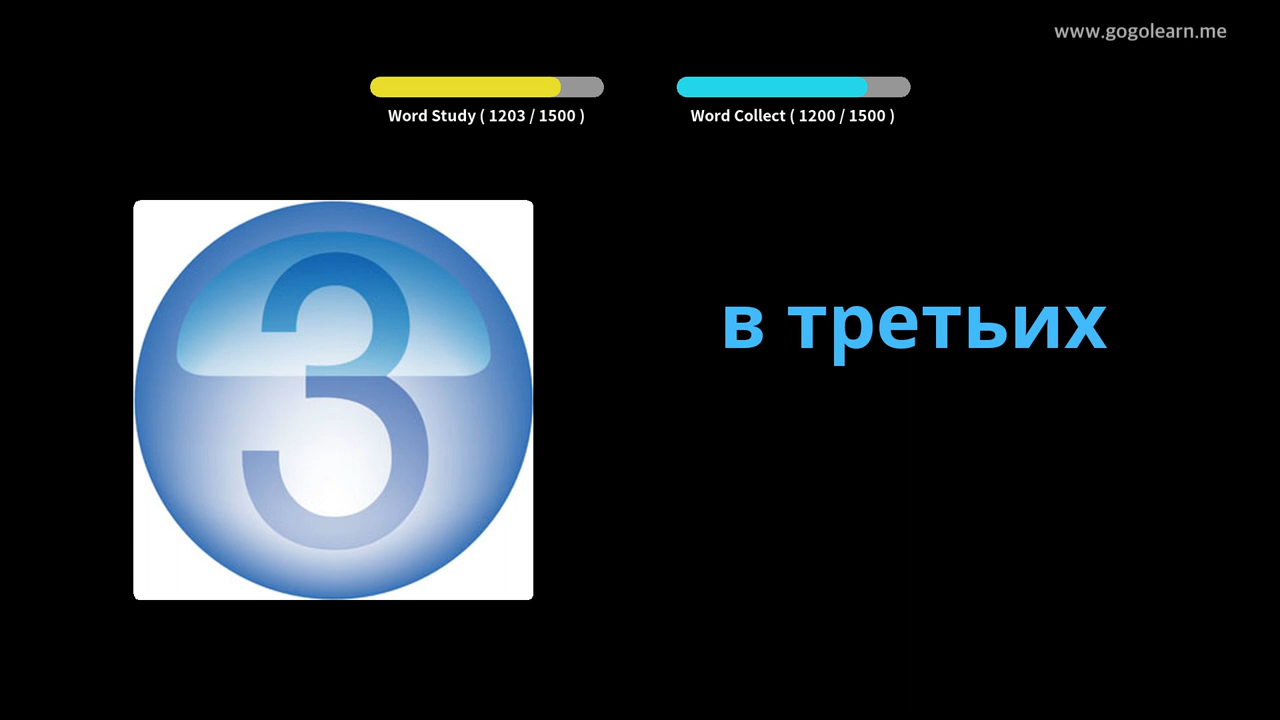 www.gogolearn.me
Word Study ( 1203 / 1500 )
Word Collect ( 1200 / 1500 )
3
в третьих